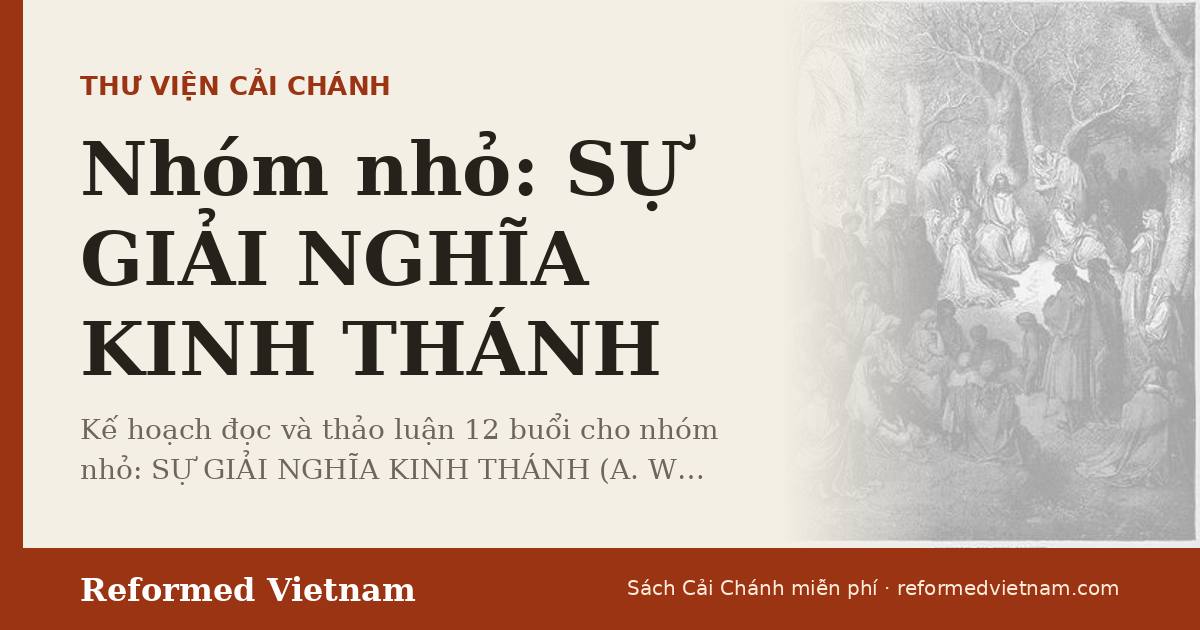 THƯ VIỆN CẢI CHÁNH
Nhóm nhỏ: SỰ
GIẢI NGHĨA
KINH THÁNH
Kế hoạch đọc và thảo luận 12 buổi cho nhóm
nhỏ: SỰ GIẢI NGHĨA KINH THÁNH (A. W…
Reformed Vietnam
Sách Cải Chánh miễn phí · reformedvietnam.com